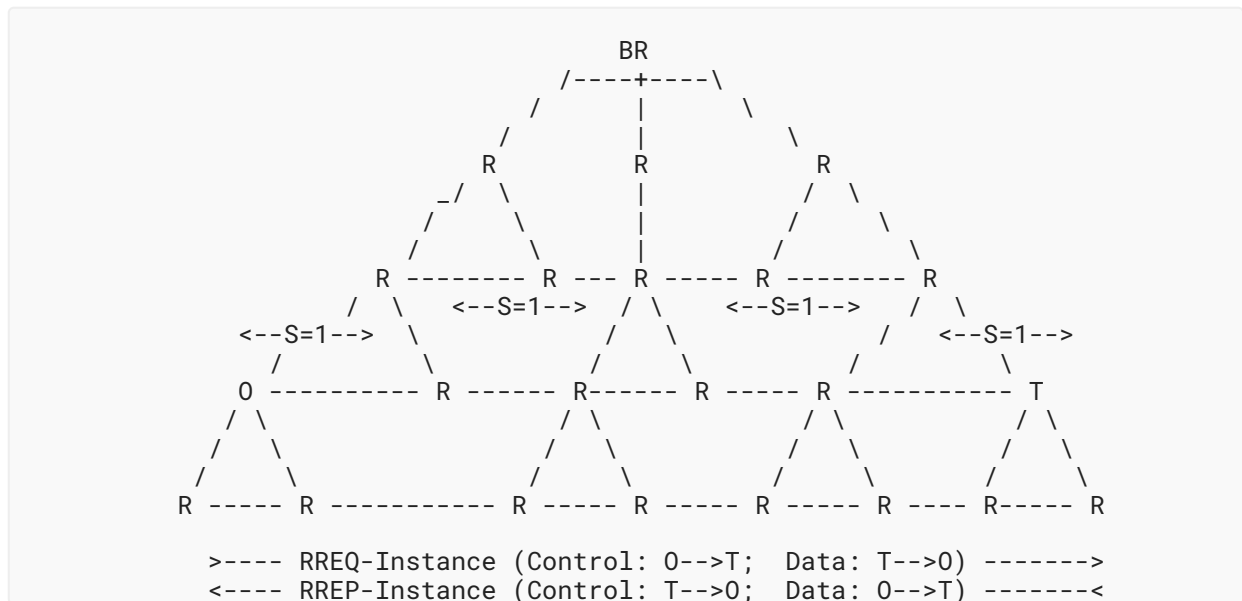 BR
                               /----+----\
                             /      |      \
                           /        |         \
                          R         R           R
                       _/ \         |          / \
                      /    \        |         /    \
                     /      \       |        /       \
                   R -------- R --- R ----- R -------- R
                 /  \   <--S=1-->  / \   <--S=1-->   /  \
          <--S=1-->  \            /   \            /  <--S=1-->
            /         \          /     \         /         \
          O ---------- R ------ R------ R ----- R ----------- T
         / \                   / \             / \           / \
        /   \                 /   \           /   \         /   \
       /     \               /     \         /     \       /     \
      R ----- R ----------- R ----- R ----- R ----- R ---- R----- R
        >---- RREQ-Instance (Control: O-->T;  Data: T-->O) ------->
        <---- RREP-Instance (Control: T-->O;  Data: O-->T) -------<